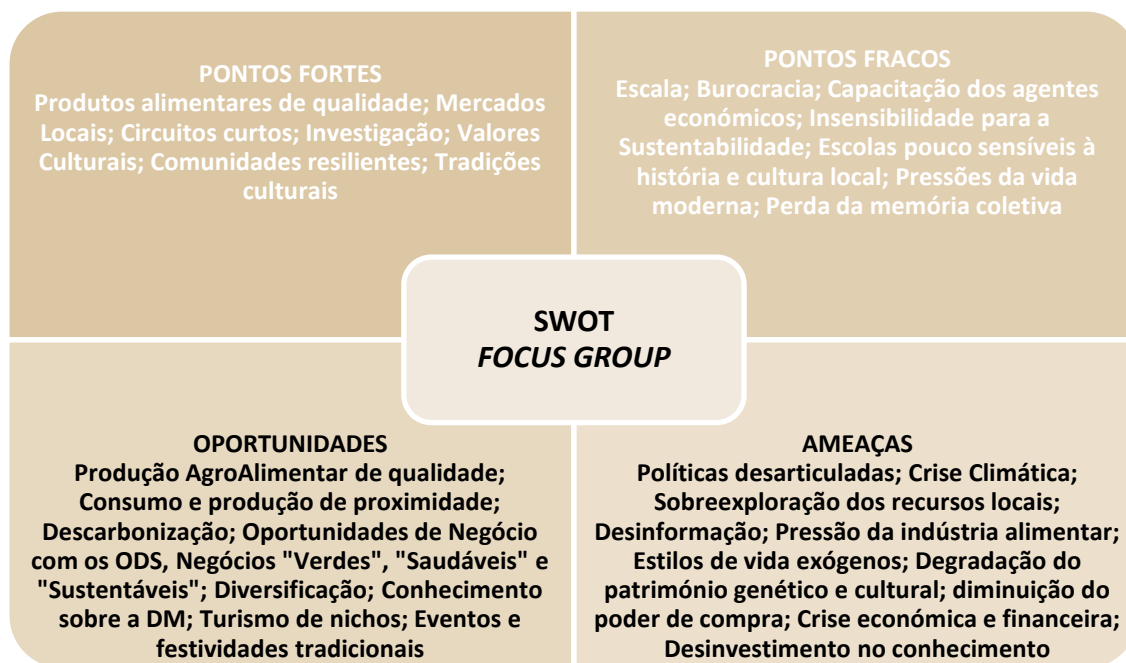 PONTOS FORTES
Produtos alimentares de qualidade; Mercados
Locais; Circuitos curtos; Investigação; Valores
Culturais; Comunidades resilientes; Tradições
culturais
PONTOS FRACOS
Escala; Burocracia; Capacitação dos agentes
económicos; Insensibilidade para a
Sustentabilidade; Escolas pouco sensíveis à
história e cultura local; Pressões da vida
moderna; Perda da memória coletiva
SWOT
FOCUS GROUP
OPORTUNIDADES
Produção AgroAlimentar de qualidade;
Consumo e produção de proximidade;
Descarbonização; Oportunidades de Negócio
com os ODS, Negócios "Verdes", "Saudáveis" e
"Sustentáveis"; Diversificação; Conhecimento
sobre a DM; Turismo de nichos; Eventos e
festividades tradicionais
AMEAÇAS
Políticas desarticuladas; Crise Climática;
Sobreexploração dos recursos locais;
Desinformação; Pressão da indústria alimentar;
Estilos de vida exógenos; Degradação do
património genético e cultural; diminuição do
poder de compra; Crise económica e financeira;
Desinvestimento no conhecimento